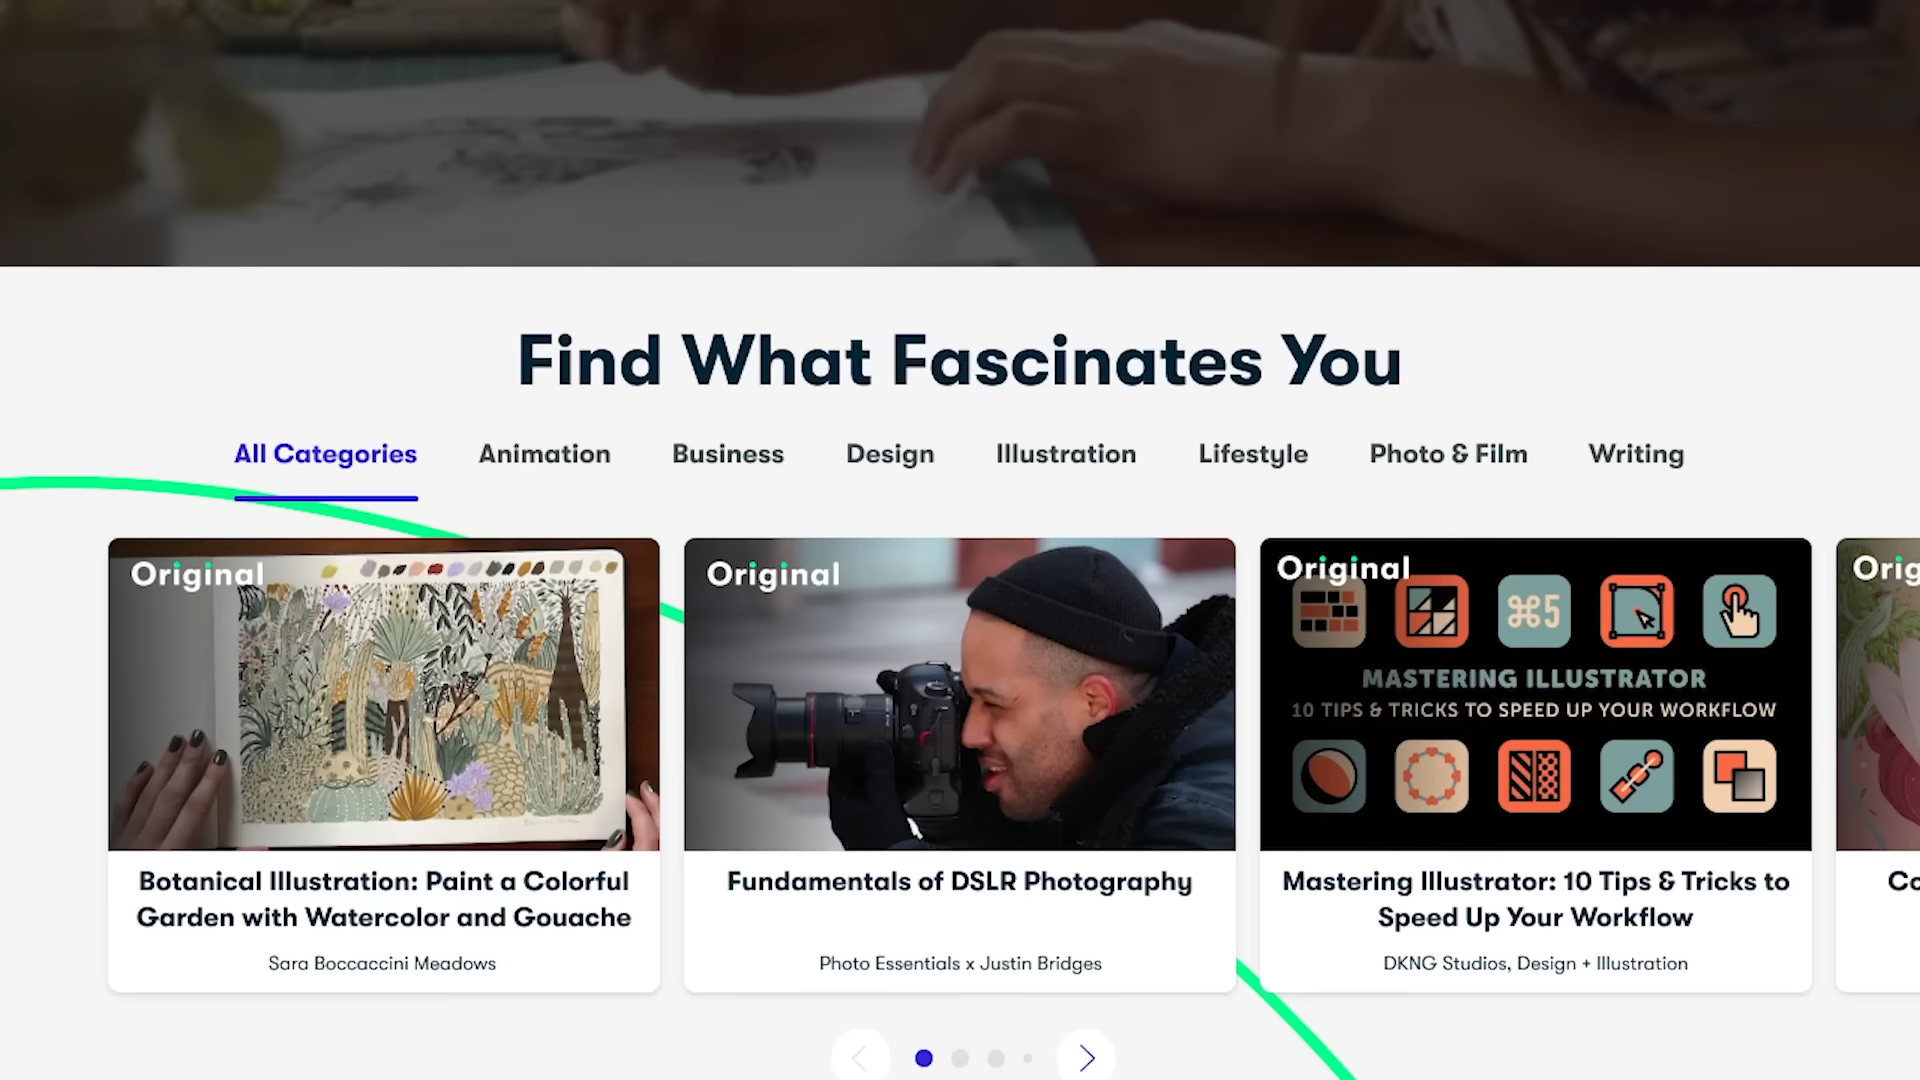 Find What Fascinates You
All Categories Animation Business Design Illustration Lifestyle Photo & Film Writing
Original
Original
Original
Orig
⌘5
MASTERING ILLUSTRATOR
10 TIPS & TRICKS TO SPEED UP YOUR WORKFLOW
Botanical Illustration: Paint a Colorful
Garden with Watercolor and Gouache
Sara Boccaccini Meadows
Fundamentals of DSLR Photography
Photo Essentials x Justin Bridges
Mastering Illustrator: 10 Tips & Tricks to
Speed Up Your Workflow
DKNG Studios, Design + Illustration
Co